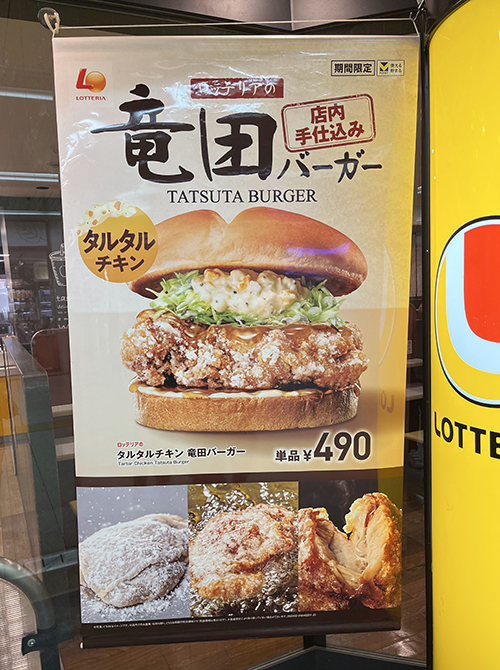 LOTTERIA
期間限定
ロッテリアの
竜田バーガー
店内
手仕込み
TATSUTA BURGER
タルタル
チキン
ロッテリアの
タルタルチキン 竜田バーガー
Tartar Chicken Tatsuta Burger
単品¥490
LOTTE